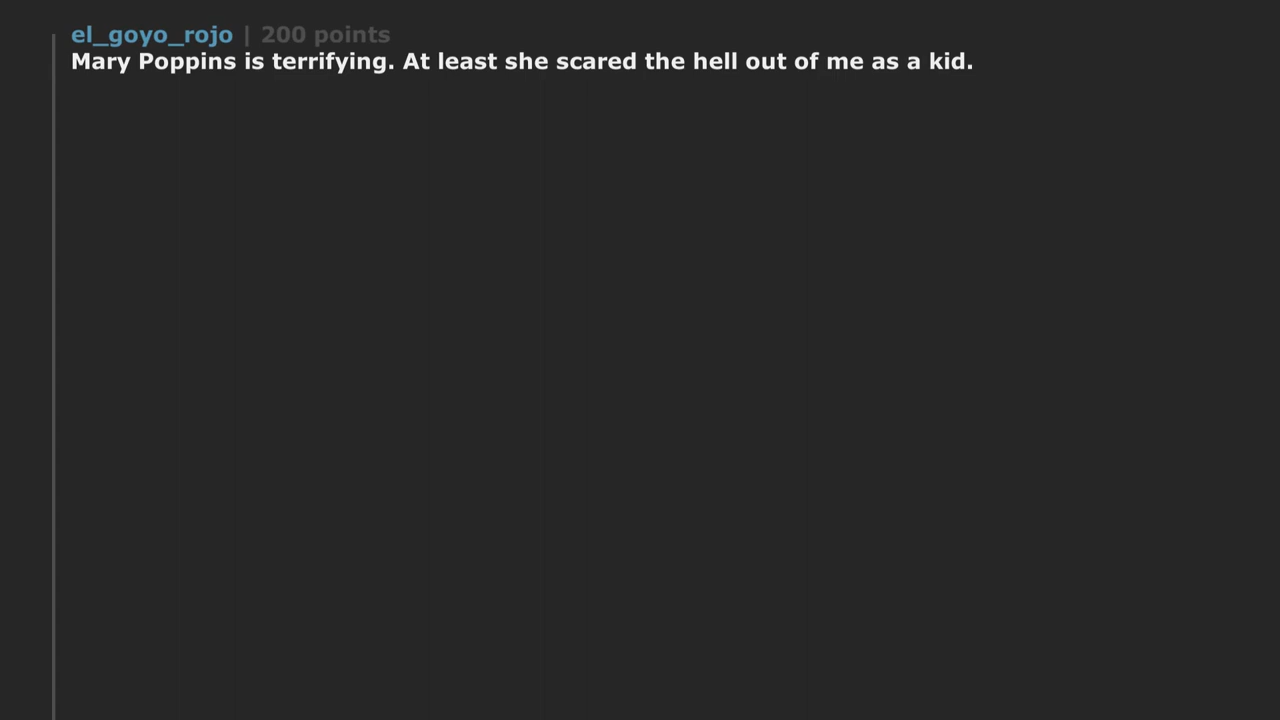 el_goyo_rojo | 200 points
Mary Poppins is terrifying. At least she scared the hell out of me as a kid.